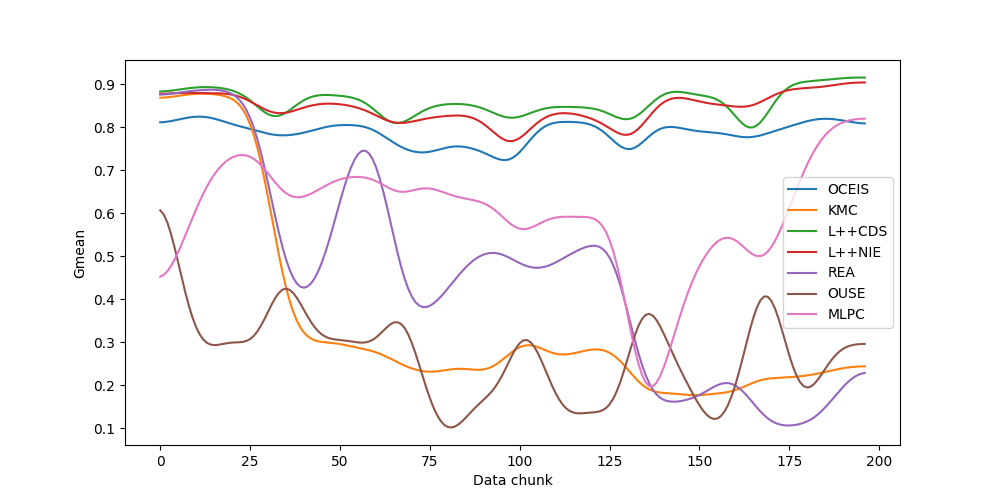 Gmean
0.9
0.8
0.7
0.6
0.5
0.4
0.3
0.2
0.1
OCEIS
KMC
L++CDS
L++NIE
REA
OUSE
MLPC
0 25 50 75 100 125 150 175 200
Data chunk